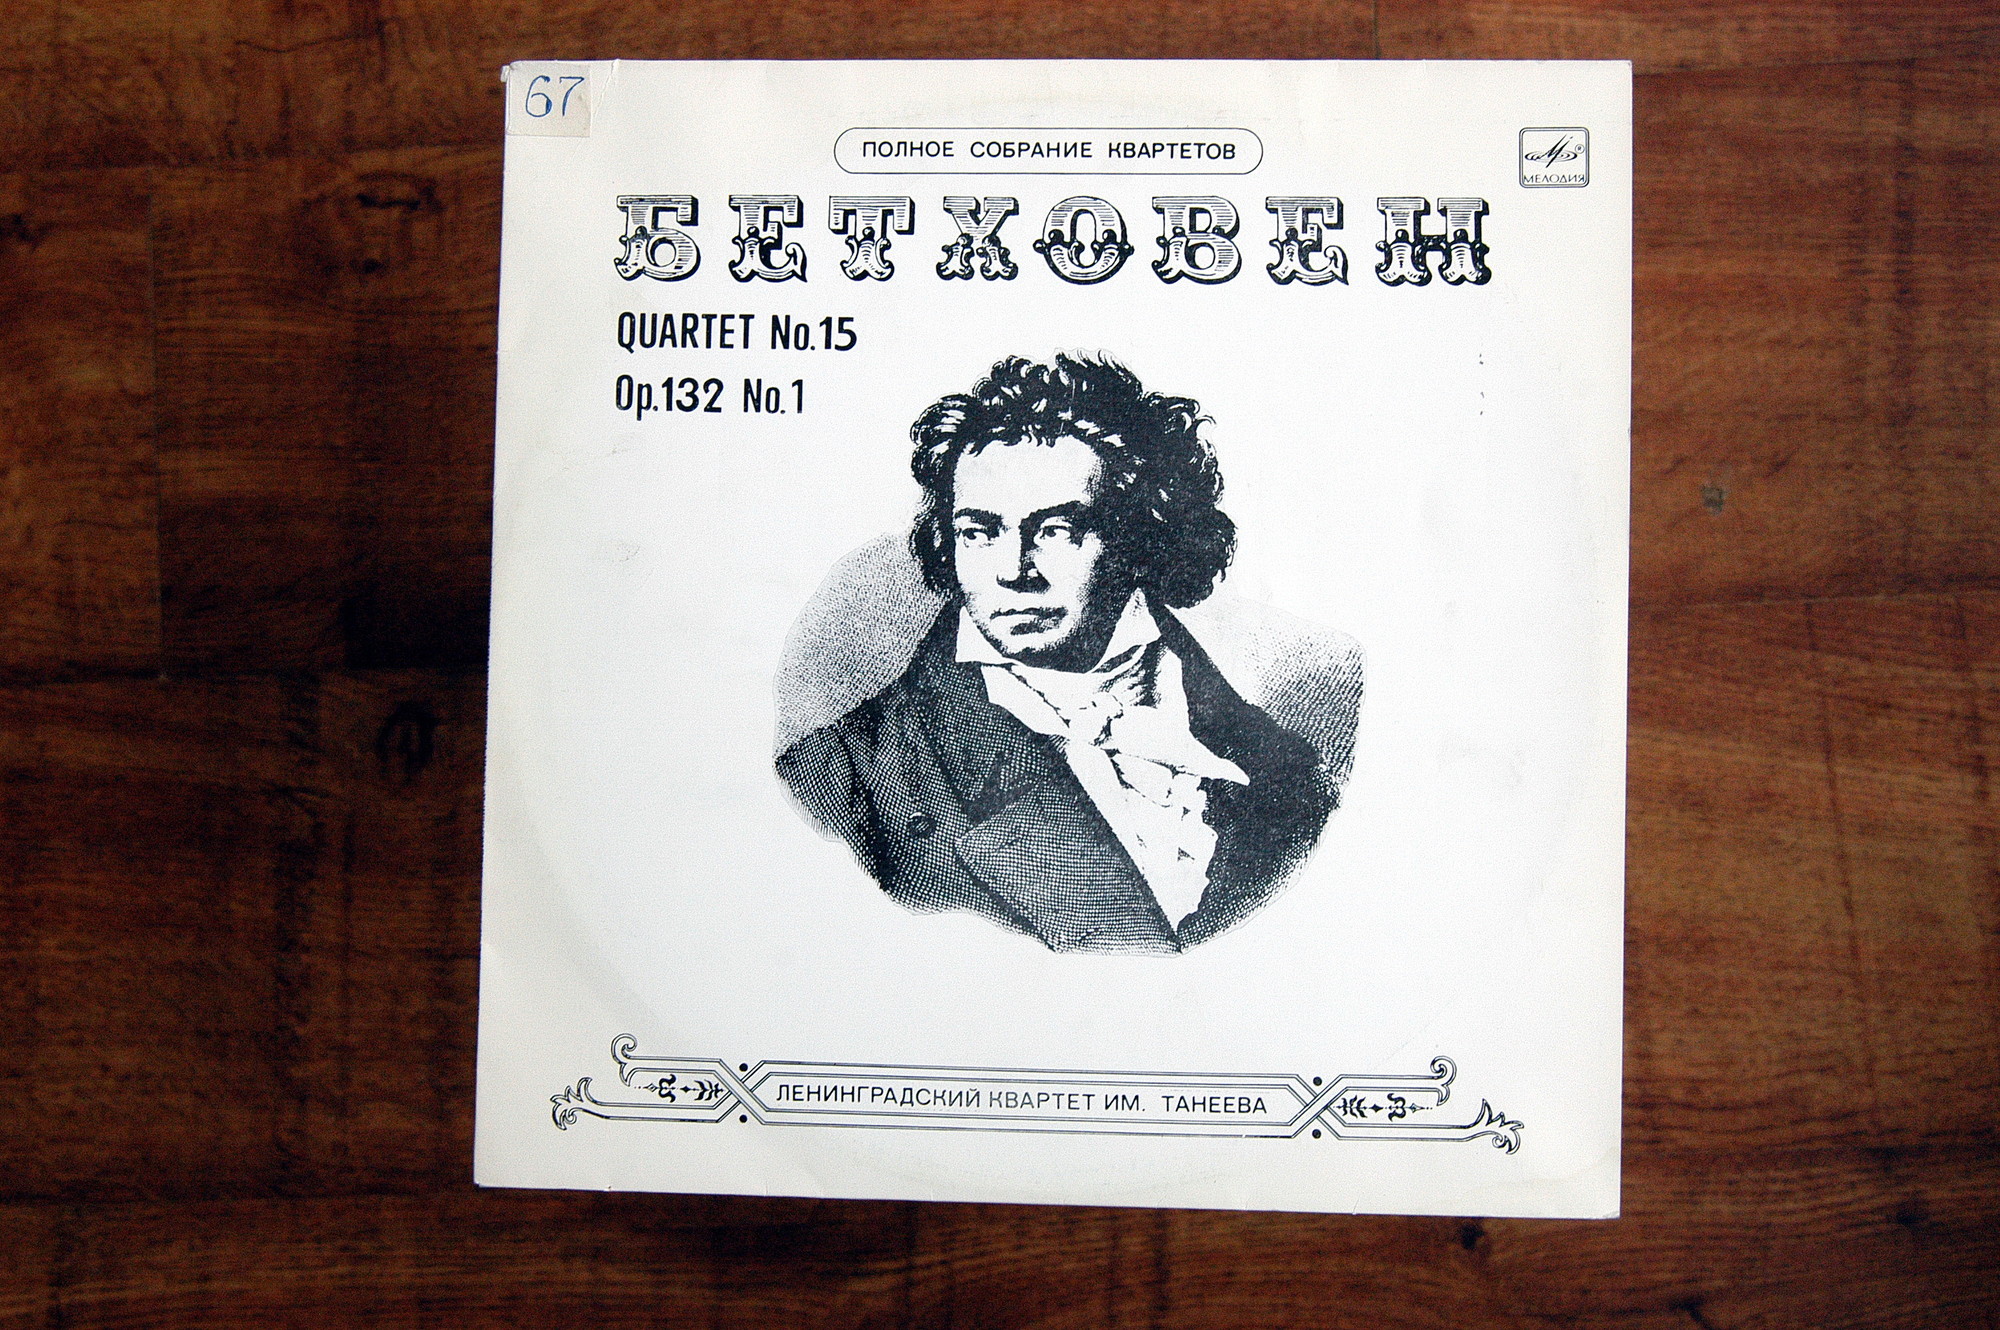 67
ПОЛНОЕ СОБРАНИЕ КВАРТЕТОВ
МЕЛОДИЯ
БЕТХОВЕН
QUARTET No.15
Op.132 No.1
ЛЕНИНГРАДСКИЙ КВАРТЕТ ИМ. ТАНЕЕВА